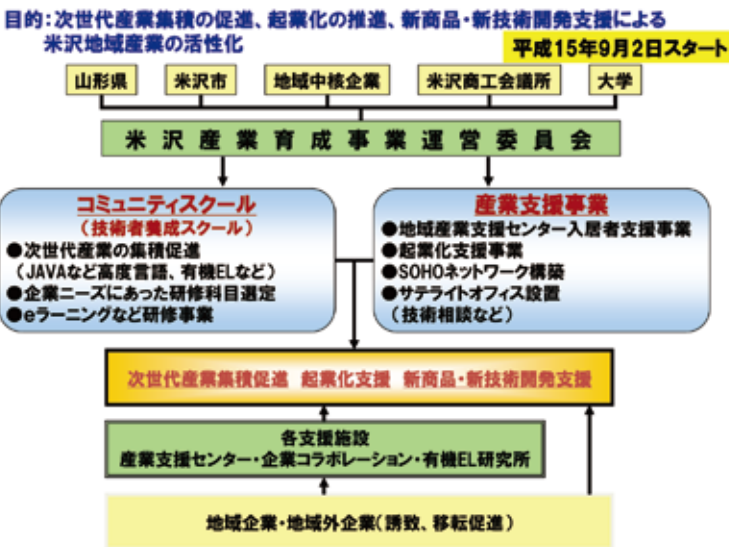 目的:次世代産業集積の促進、起業化の推進、新商品・新技術開発支援による
米沢地域産業の活性化
平成15年9月2日スタート
山形県 米沢市 地域中核企業 米沢商工会議所 大学
米沢産業育成事業運営委員会
コミュニティスクール
(技術者養成スクール)
●次世代産業の集積促進
(JAVAなど高度言語、有機ELなど)
●企業ニーズにあった研修科目選定
●eラーニングなど研修事業
産業支援事業
●地域産業支援センター入居者支援事業
●起業化支援事業
●SOHOネットワーク構築
●サテライトオフィス設置
(技術相談など)
次世代産業集積促進 起業化支援 新商品・新技術開発支援
各支援施設
産業支援センター・企業コラボレーション・有機EL研究所
地域企業・地域外企業(誘致、移転促進)